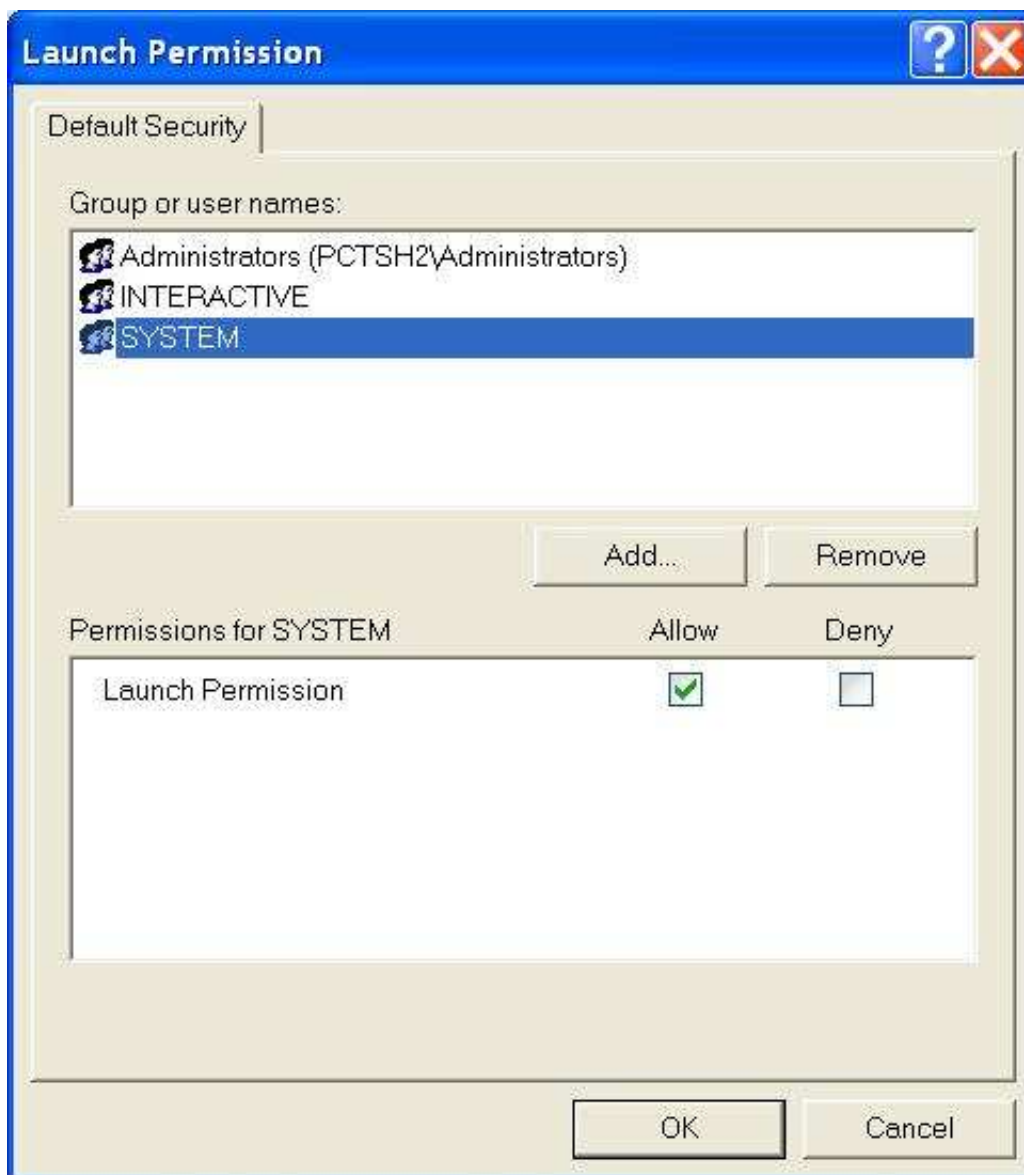 Launch Permission
Default Security
Group or user names:
Administrators (PCTSH2\Administrators)
INTERACTIVE
SYSTEM
Add... Remove
Permissions for SYSTEM Allow Deny
Launch Permission
OK Cancel